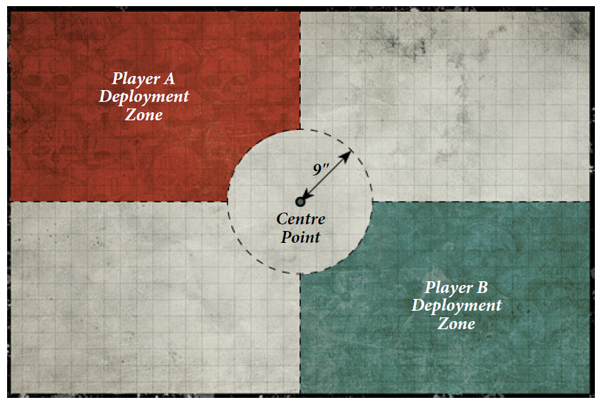 Player A
Deployment
Zone
9"
Centre
Point
Player B
Deployment
Zone